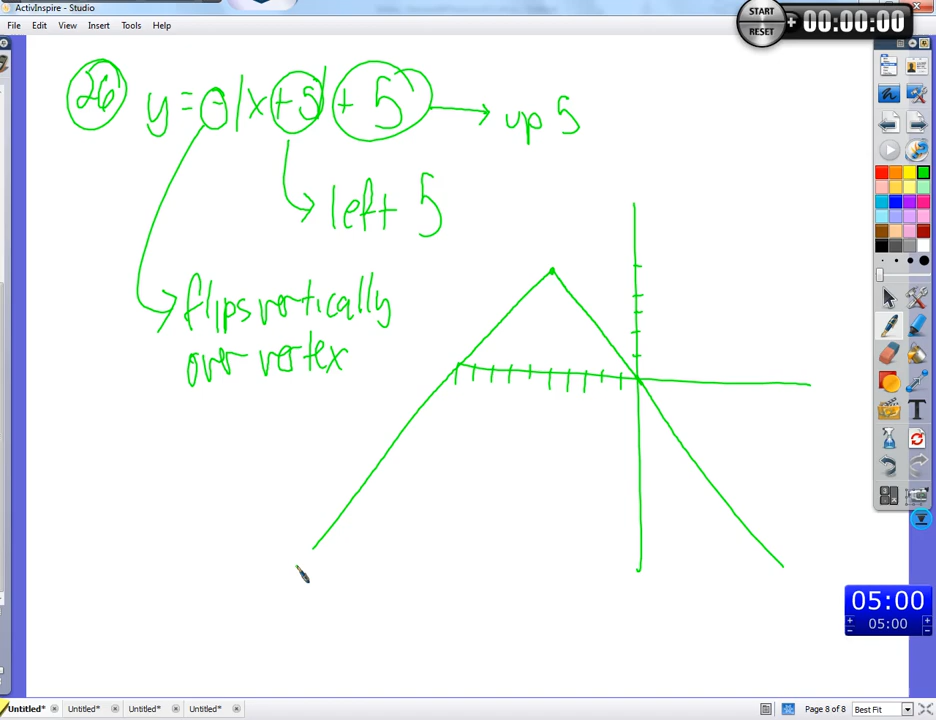 ActivInspire - Studio
START
RESET
00:00:00
File Edit View Insert Tools Help
26 y = -|x+5|+5 → up 5
left 5
flips vertically
over vertex
05:00
05:00
Untitled* Untitled* Untitled* Untitled* Page 8 of 8 Best Fit